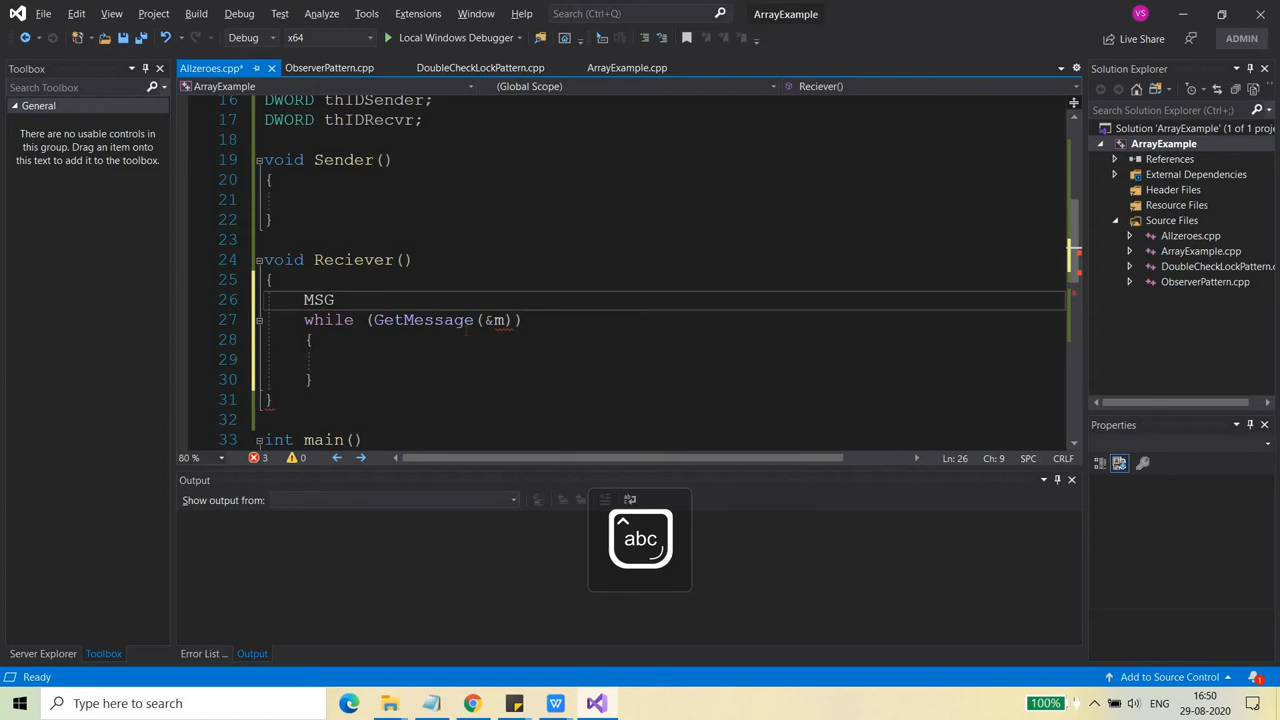 File Edit View Git Project Build Debug Test Analyze Tools Extensions Window Help Search (Ctrl+Q) ArrayExample VS
Debug x64 Local Windows Debugger Live Share ADMIN
Toolbox
Search Toolbox
General
There are no usable controls in
this group. Drag an item onto
this text to add it to the toolbox.
Server Explorer Toolbox
Allzeroes.cpp* ObserverPattern.cpp DoubleCheckLockPattern.cpp ArrayExample.cpp
ArrayExample (Global Scope) Reciever()
16 DWORD thIDSender;
17 DWORD thIDRecvr;
18
19 void Sender()
20 {
21
22 }
23
24 void Reciever()
25 {
26 MSG
27 while (GetMessage(&m))
28 {
29
30 }
31 }
32
33 int main()
80 % 3 0 Ln: 26 Ch: 9 SPC CRLF
Output
Show output from:
abc
Error List ... Output
Solution Explorer
Search Solution Explorer
Solution 'ArrayExample' (1 of 1 proje
ArrayExample
References
External Dependencies
Header Files
Resource Files
Source Files
Allzeroes.cpp
ArrayExample.cpp
DoubleCheckLockPattern.c
ObserverPattern.cpp
Properties
Ready Add to Source Control 1
Type here to search 100% ENG 16:50
29-08-2020